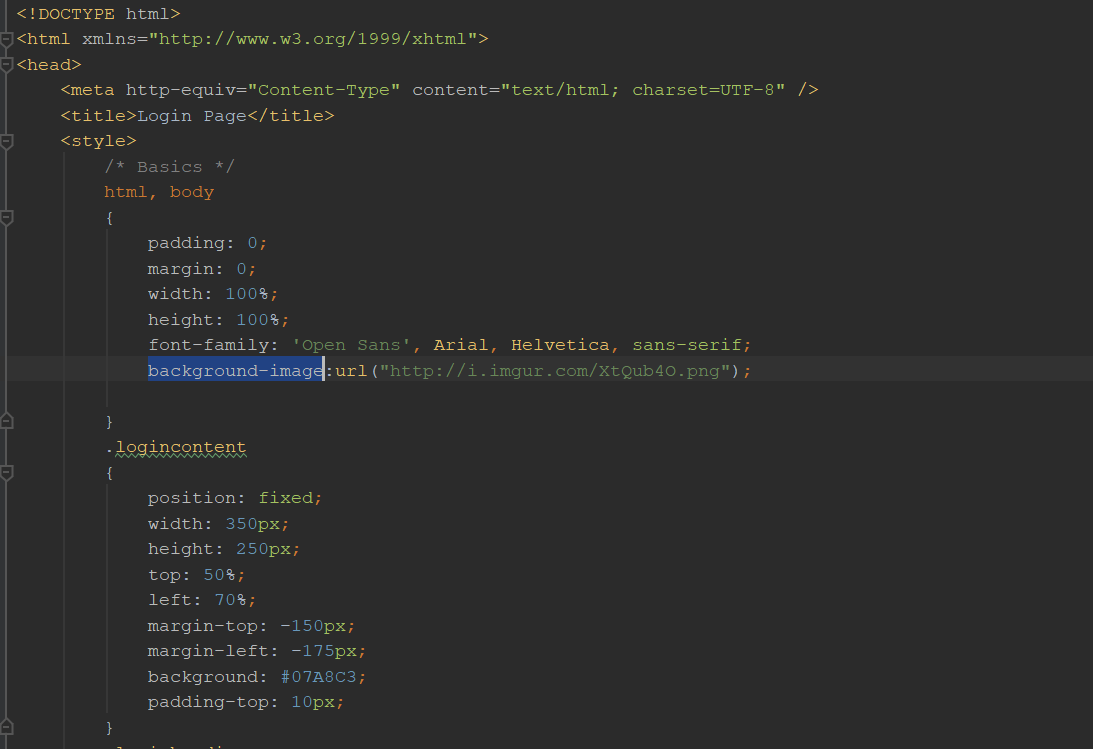 <!DOCTYPE html>
<html xmlns="http://www.w3.org/1999/xhtml">
<head>
    <meta http-equiv="Content-Type" content="text/html; charset=UTF-8" />
    <title>Login Page</title>
    <style>
        /* Basics */
        html, body
        {
            padding: 0;
            margin: 0;
            width: 100%;
            height: 100%;
            font-family: 'Open Sans', Arial, Helvetica, sans-serif;
            background-image:url("http://i.imgur.com/XtQub4O.png");
        }
        .logincontent
        {
            position: fixed;
            width: 350px;
            height: 250px;
            top: 50%;
            left: 70%;
            margin-top: -150px;
            margin-left: -175px;
            background: #07A8C3;
            padding-top: 10px;
        }